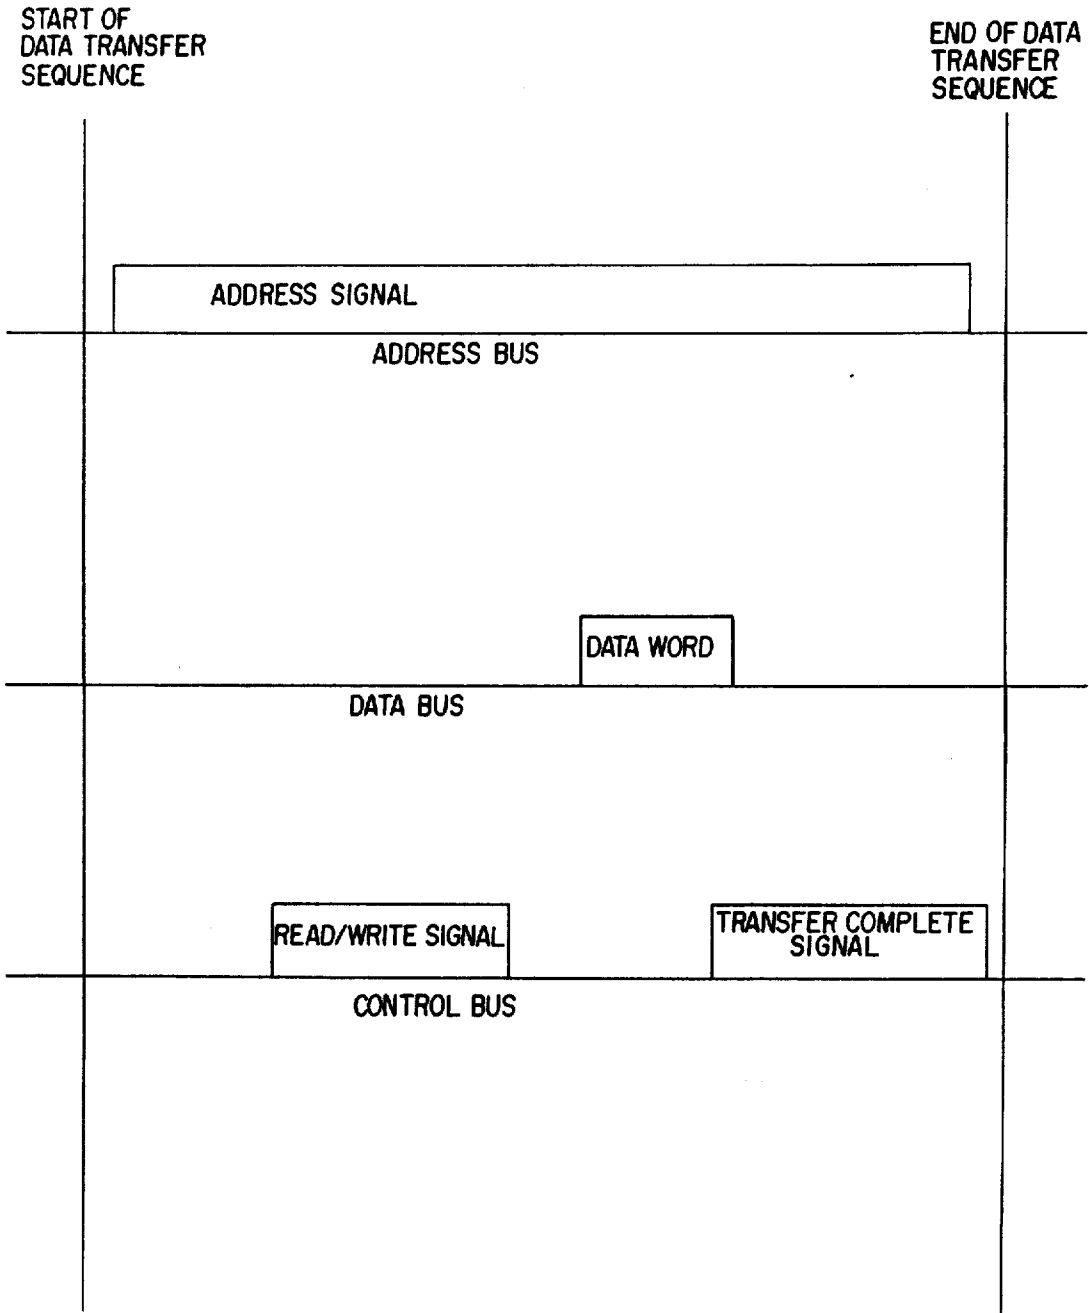 START OF
DATA TRANSFER
SEQUENCE
END OF DATA
TRANSFER
SEQUENCE
ADDRESS SIGNAL
ADDRESS BUS
DATA WORD
DATA BUS
READ/WRITE SIGNAL
TRANSFER COMPLETE
SIGNAL
CONTROL BUS